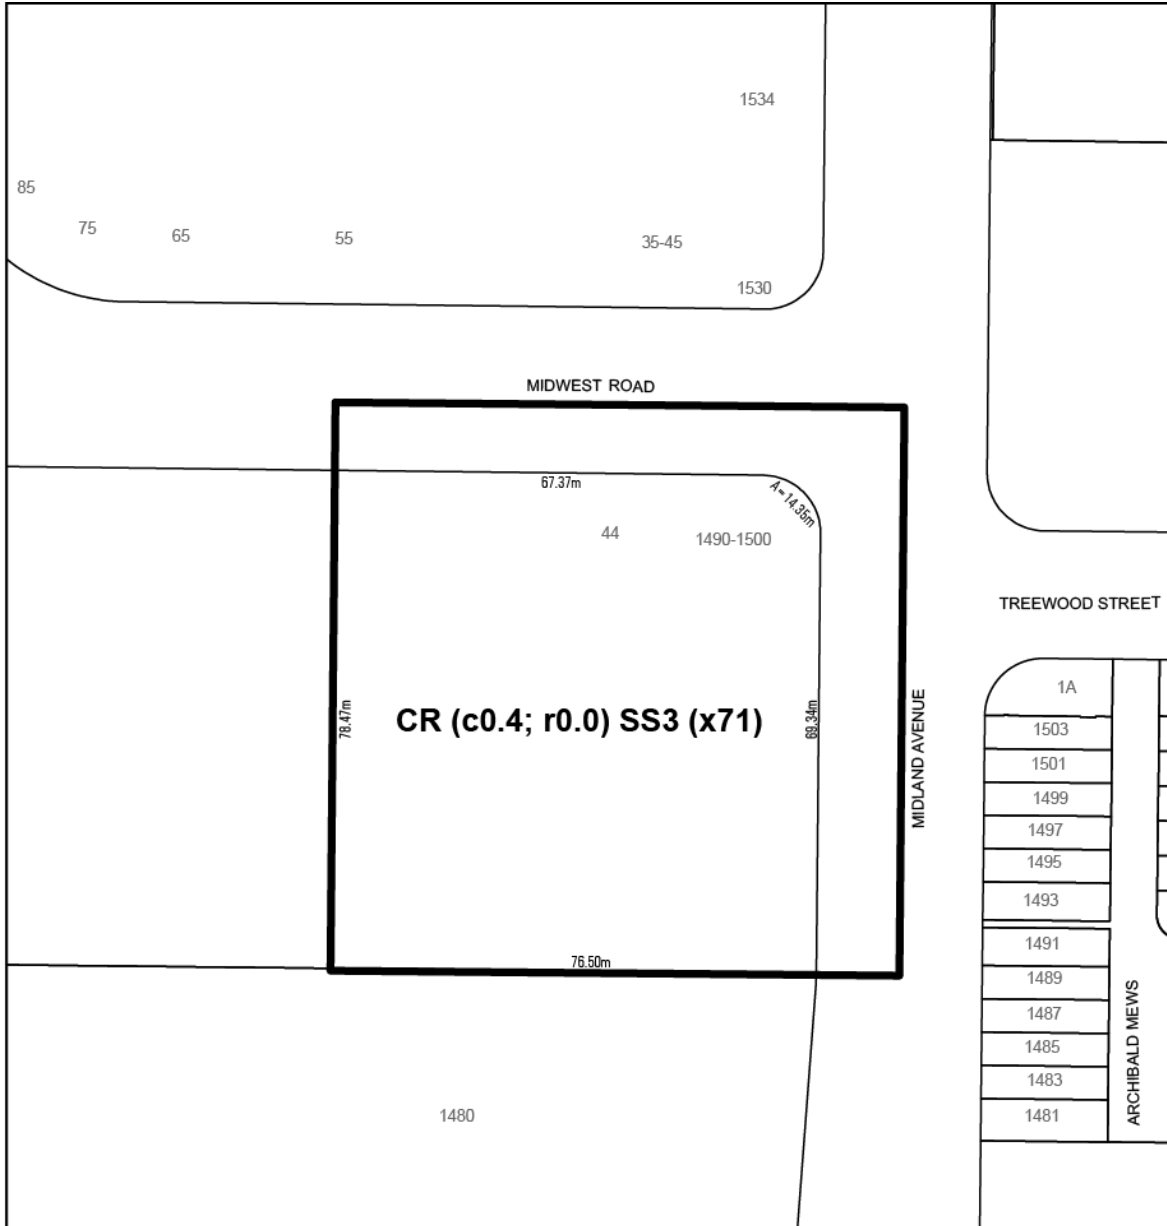 1534
85
75
65
55
35-45
1530
MIDWEST ROAD
67.37m
A=14.35m
44
1490-1500
TREEWOOD STREET
1A
78.47m
CR (c0.4; r0.0) SS3 (x71)
69.34m
MIDLAND AVENUE
1503
1501
1499
1497
1495
1493
1491
76.50m
1489
1487
1485
1483
1481
ARCHIBALD MEWS
1480